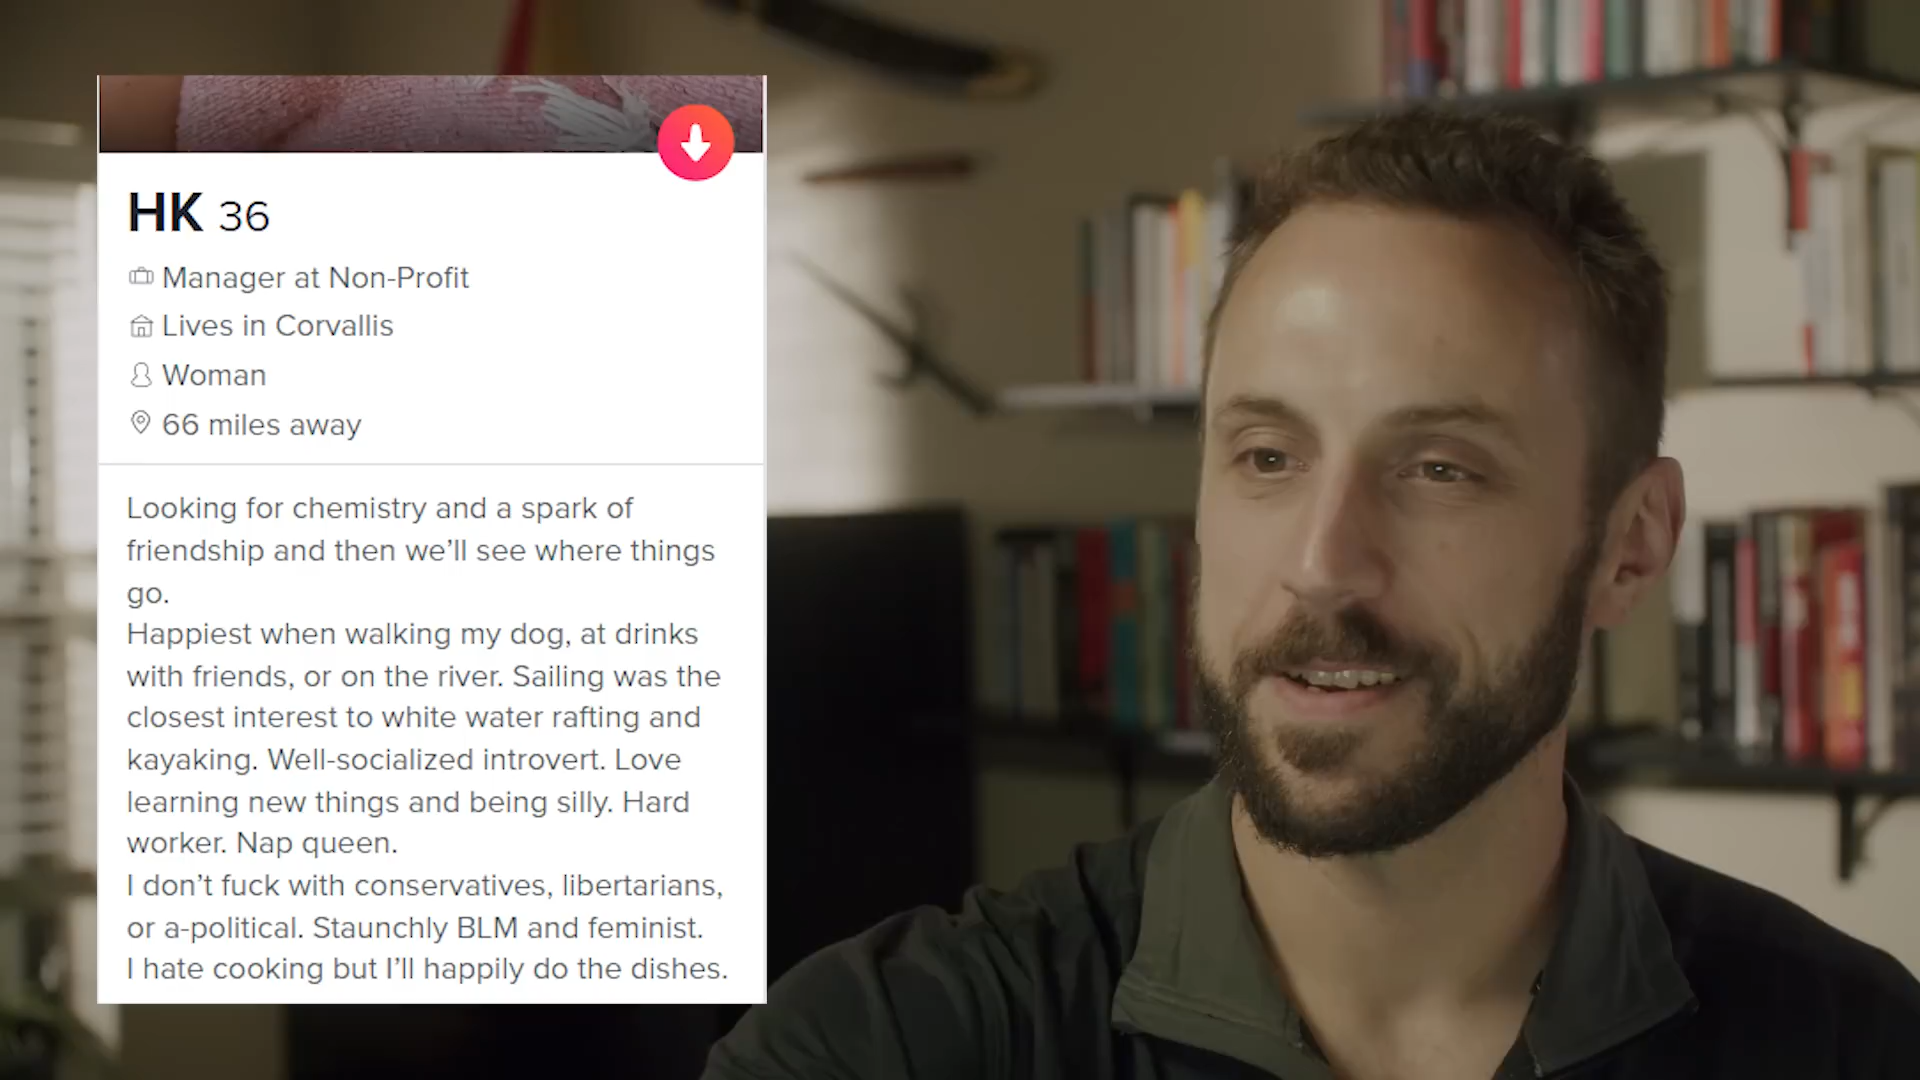 HK 36
Manager at Non-Profit
Lives in Corvallis
Woman
66 miles away
Looking for chemistry and a spark of
friendship and then we’ll see where things
go.
Happiest when walking my dog, at drinks
with friends, or on the river. Sailing was the
closest interest to white water rafting and
kayaking. Well-socialized introvert. Love
learning new things and being silly. Hard
worker. Nap queen.
I don’t fuck with conservatives, libertarians,
or a-political. Staunchly BLM and feminist.
I hate cooking but I’ll happily do the dishes.